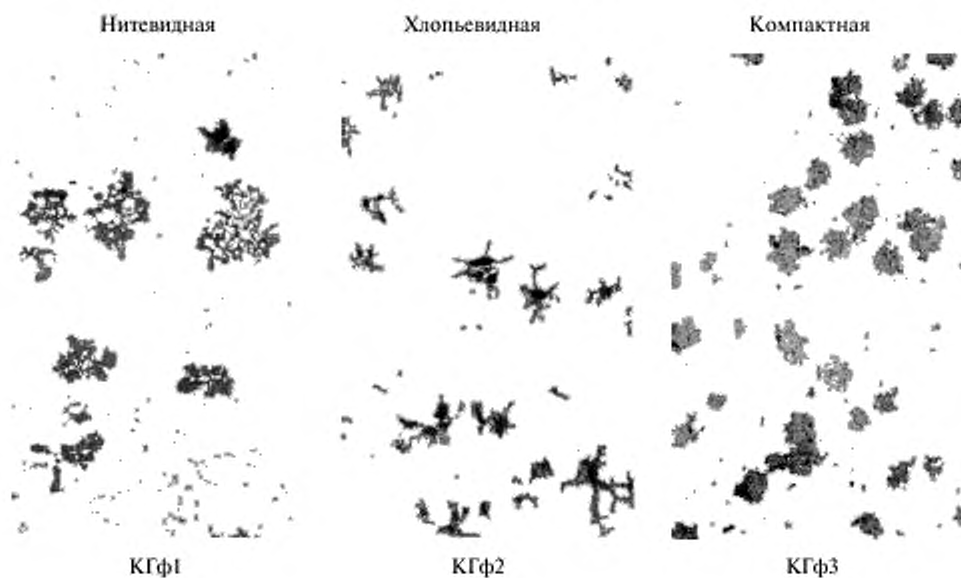 Нитевидная Хлопьевидная Компактная
КГф1 КГф2 КГф3